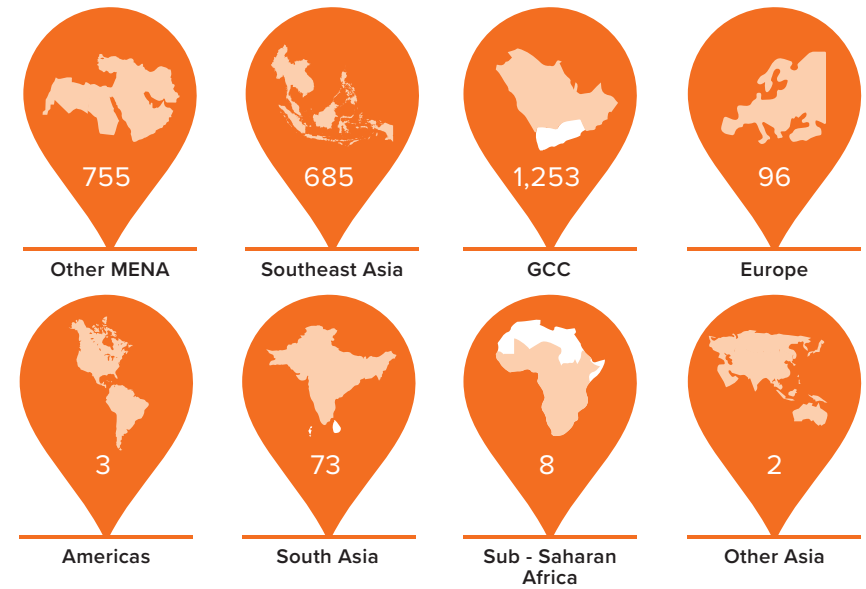 755
685
1,253
96
Other MENA
Southeast Asia
GCC
Europe
3
73
8
2
Americas
South Asia
Sub - Saharan
Africa
Other Asia